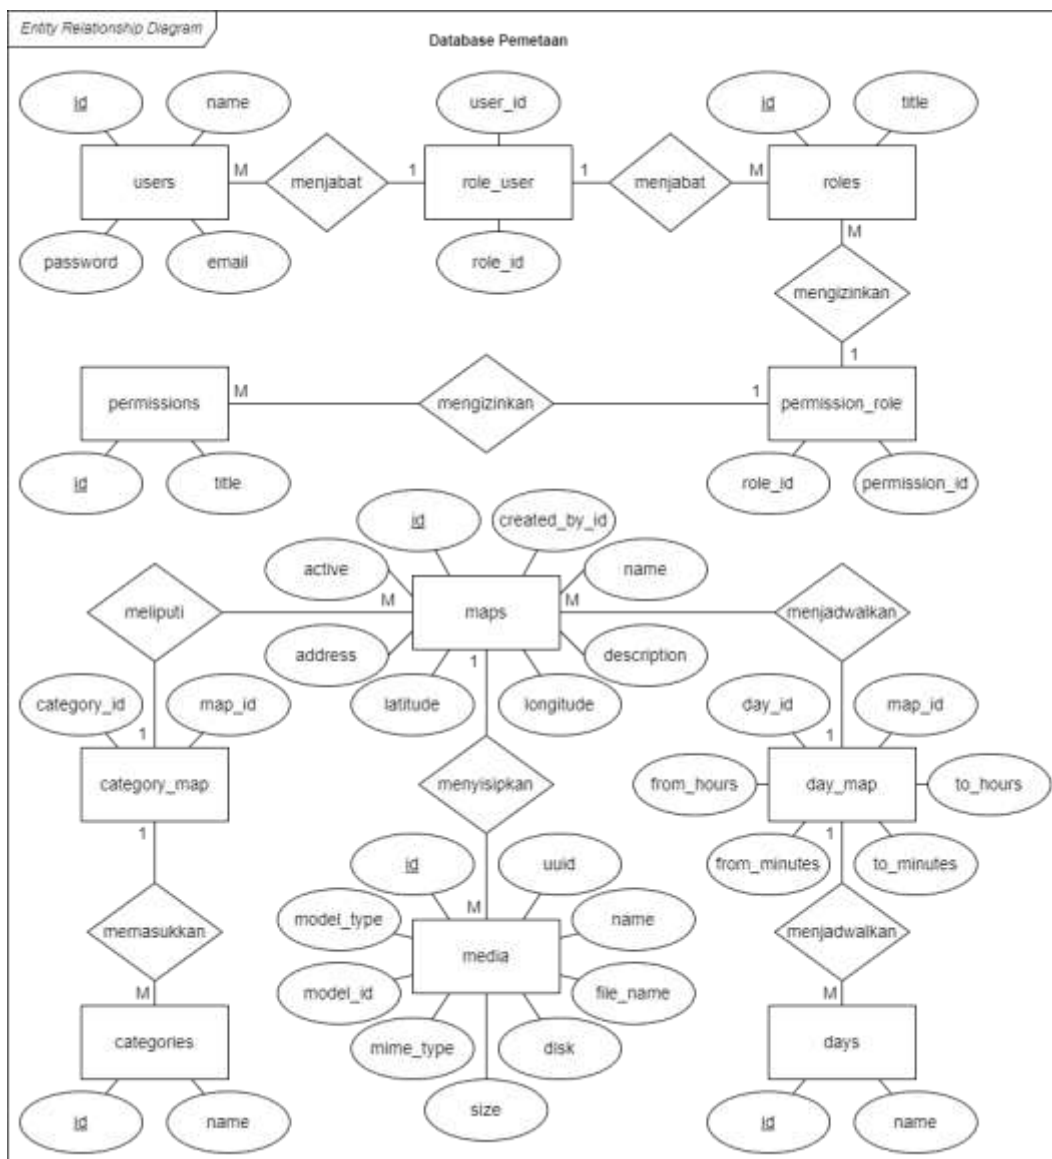 Entity Relationship Diagram
Database Pemetaan
id
name
user_id
id
title
users
M
menjabat
1
role_user
1
menjabat
M
roles
password
email
role_id
M
mengizinkan
1
permissions
M
mengizinkan
1
permission_role
id
title
role_id
permission_id
id
created_by_id
active
name
meliputi
M
maps
M
menjadwalkan
address
1
description
latitude
longitude
category_id
map_id
day_id
map_id
1
1
category_map
menyisipkan
from_hours
day_map
to_hours
1
1
id
uuid
from_minutes
to_minutes
model_type
M
name
memasukkan
menjadwalkan
media
model_id
file_name
M
M
categories
mime_type
disk
days
size
id
name
id
name